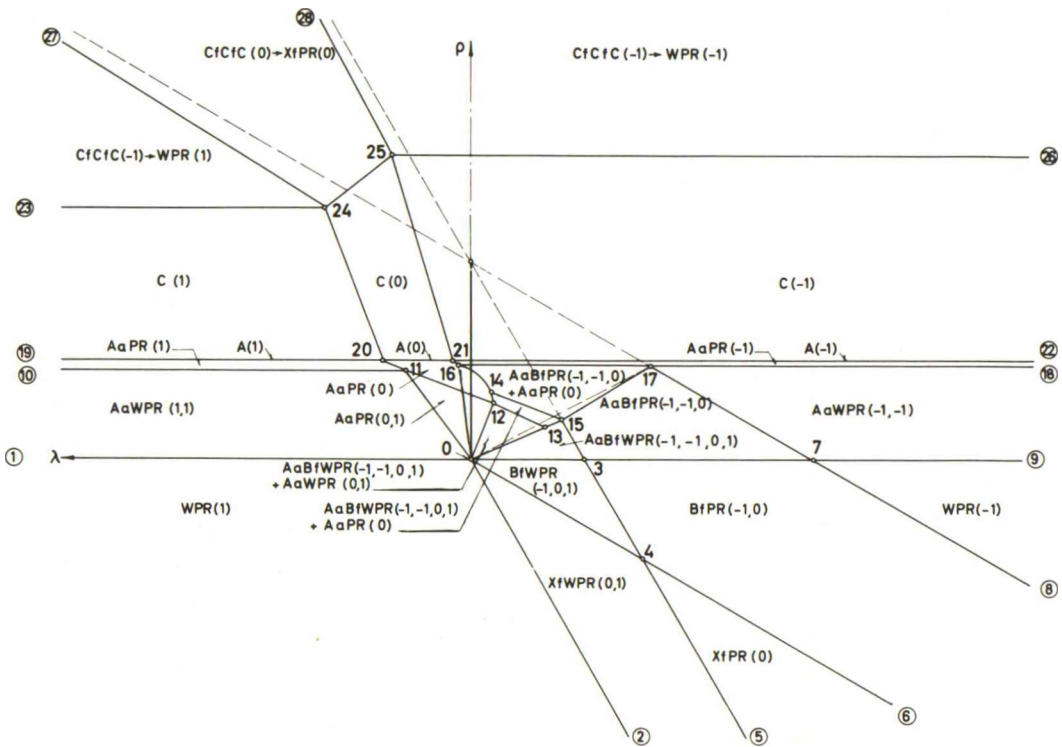 28
27
CfCfC (0)→XfPR(0)
ρ
CfCfC (-1)→ WPR(-1)
CfCfC(-1)→WPR(1)
25
26
23
24
C (1)
C (0)
C(-1)
19
AaPR(1)
A(1)
20
A(0)
21
AaPR(-1)
A(-1)
22
10
11
16
18
AaPR(0)
14
AaBfPR(-1,-1,0)
+AaPR(0)
17
AaBfPR(-1,-1,0)
AaWPR (1,1)
AaPR(0,1)
12
15
AaWPR(-1,-1)
13
AaBfWPR(-1,-1,0,1)
1
λ
0
3
7
9
AaBfWPR(-1,-1,0,1)
+AaWPR (0,1)
BfWPR
(-1,0,1)
WPR(1)
AaBfWPR(-1,-1,0,1)
+ AaPR(0)
BfPR(-1,0)
WPR(-1)
4
XfWPR(0,1)
8
XfPR(0)
6
2
5